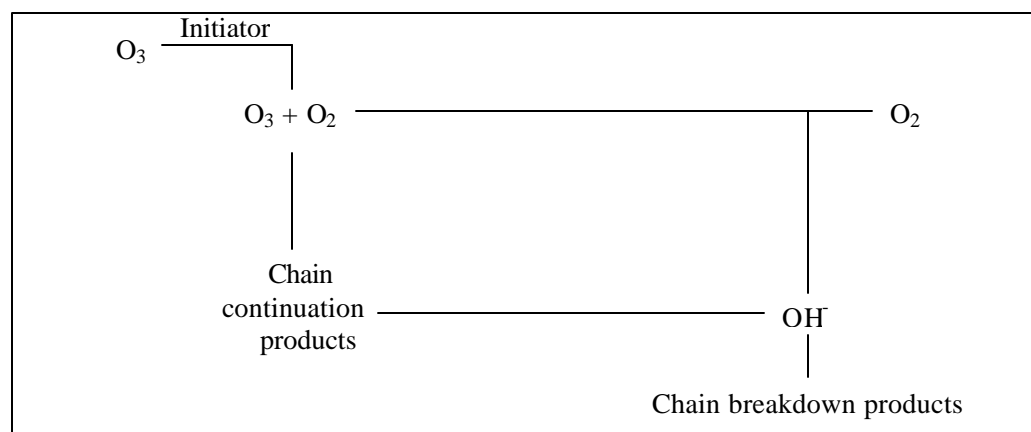 Initiator
O₃
O₃ + O₂
O₂
Chain
continuation
products
OH⁻
Chain breakdown products